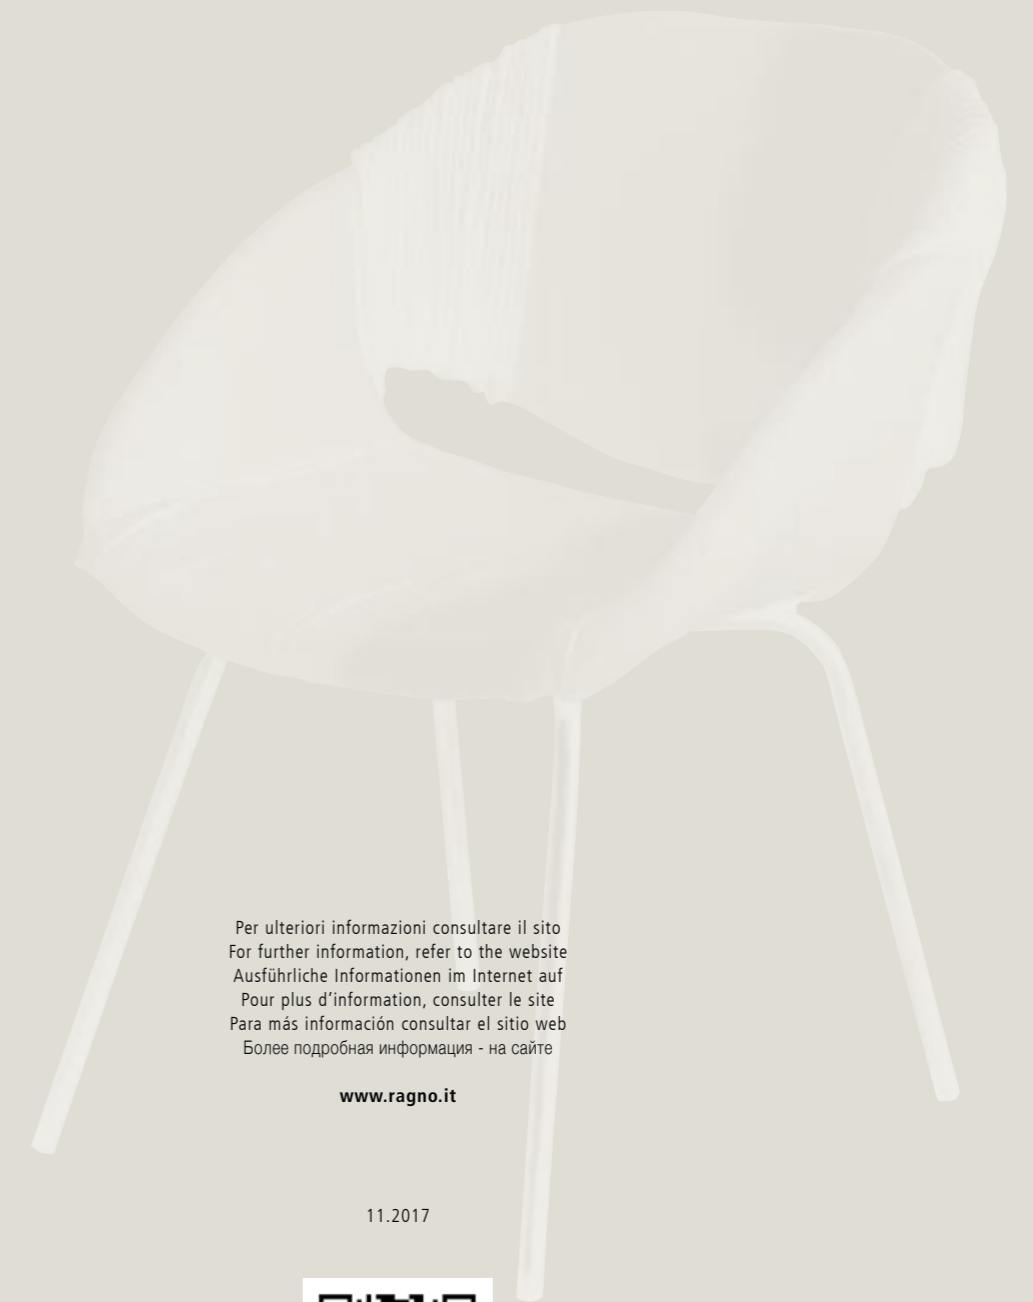 Per ulteriori informazioni consultare il sito
For further information, refer to the website
Ausführliche Informationen im Internet auf
Pour plus d’information, consulter le site
Para más información consultar el sitio web
Более подробная информация - на сайте
www.ragno.it
11.2017